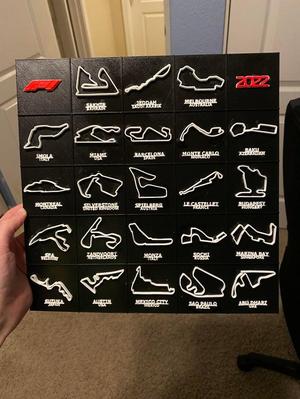 F1
2022
SAKHIR
BAHRAIN
JEDDAH
SAUDI ARABIA
MELBOURNE
AUSTRALIA
IMOLA
ITALY
MIAMI
USA
BARCELONA
SPAIN
MONTE CARLO
MONACO
BAKU
AZERBAIJAN
MONTREAL
CANADA
SILVERSTONE
UNITED KINGDOM
SPIELBERG
AUSTRIA
LE CASTELLET
FRANCE
BUDAPEST
HUNGARY
SPA
BELGIUM
ZANDVOORT
NETHERLANDS
MONZA
ITALY
SOCHI
RUSSIA
MARINA BAY
SINGAPORE
SUZUKA
JAPAN
AUSTIN
USA
MEXICO CITY
MEXICO
SAO PAULO
BRAZIL
ABU DHABI
UAE